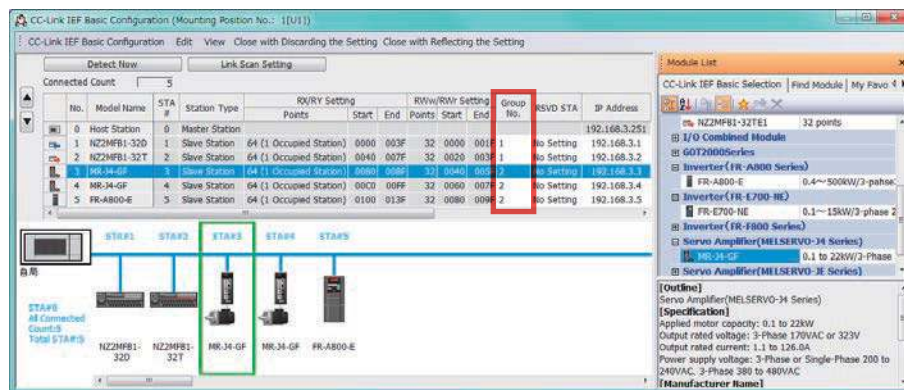 CC-Link IEF Basic Configuration (Mounting Position No.: 1[U1])
CC-Link IEF Basic Configuration Edit View Close with Discarding the Setting Close with Reflecting the Setting
Detect Now Link Scan Setting
Connected Count 5
No. Model Name STA # Station Type RX/RY Setting Points Start End RWw/RWr Setting Points Start End Group No. RSVD STA IP Address
0 Host Station 0 Master Station 192.168.3.251
1 NZ2MFB1-32D 1 Slave Station 64 (1 Occupied Station) 0000 003F 32 0000 001F 1 No Setting 192.168.3.1
2 NZ2MFB1-32T 2 Slave Station 64 (1 Occupied Station) 0040 007F 32 0020 003F 2 No Setting 192.168.3.2
3 MR-J4-GF 3 Slave Station 64 (1 Occupied Station) 0080 00BF 32 0040 005F 2 No Setting 192.168.3.3
4 MR-J4-GF 4 Slave Station 64 (1 Occupied Station) 00C0 00FF 32 0060 007F 2 No Setting 192.168.3.4
5 FR-A800-E 5 Slave Station 64 (1 Occupied Station) 0100 013F 32 0080 009F 2 No Setting 192.168.3.5
STA#1 STA#2 STA#3 STA#4 STA#5
自局
STA#0
All Connected
Count:5
Total STA#:5
NZ2MFB1-32D NZ2MFB1-32T MR-J4-GF MR-J4-GF FR-A800-E
Module List
CC-Link IEF Basic Selection Find Module My Favo
NZ2MFB1-32TE1 32 points
I/O Combined Module
GOT2000Series
Inverter(FR-A800 Series)
FR-A800-E 0.4~500kW/3-pahse
Inverter(FR-E700-NE)
FR-E700-NE 0.1~15kW/3-phase 2
Inverter(FR-F800 Series)
Servo Amplifier(MELSERVO-J4 Series)
MR-J4-GF 0.1 to 22kW/3-Phase
Servo Amplifier(MELSERVO-JE Series)
[Outline]
Servo Amplifier(MELSERVO-J4 Series)
[Specification]
Applied motor capacity: 0.1 to 22kW
Output rated voltage: 3-Phase 170VAC or 323V
Output rated current: 1.1 to 126.0A
Power supply voltage: 3-Phase or Single-Phase 200 to
240VAC, 3-Phase 380 to 480VAC
[Manufacturer Name]